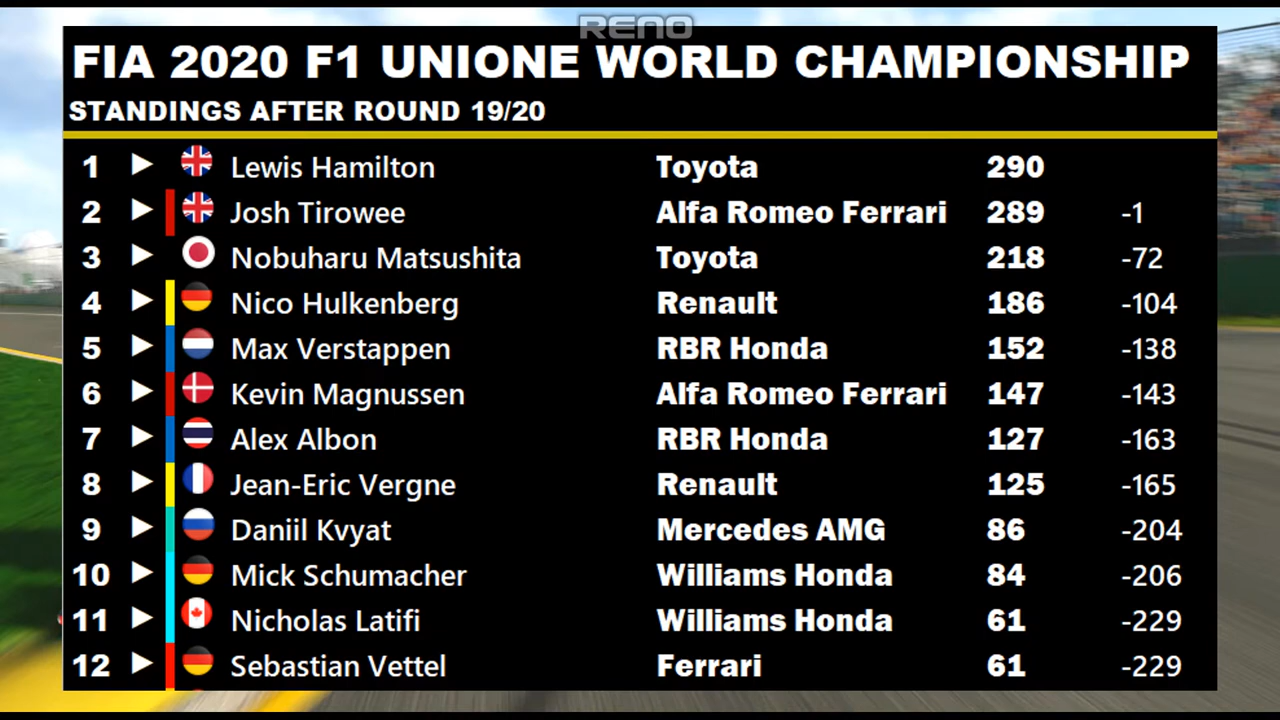 RENO
FIA 2020 F1 UNIONE WORLD CHAMPIONSHIP
STANDINGS AFTER ROUND 19/20
1 Lewis Hamilton Toyota 290
2 Josh Tirowee Alfa Romeo Ferrari 289 -1
3 Nobuharu Matsushita Toyota 218 -72
4 Nico Hulkenberg Renault 186 -104
5 Max Verstappen RBR Honda 152 -138
6 Kevin Magnussen Alfa Romeo Ferrari 147 -143
7 Alex Albon RBR Honda 127 -163
8 Jean-Eric Vergne Renault 125 -165
9 Daniil Kvyat Mercedes AMG 86 -204
10 Mick Schumacher Williams Honda 84 -206
11 Nicholas Latifi Williams Honda 61 -229
12 Sebastian Vettel Ferrari 61 -229